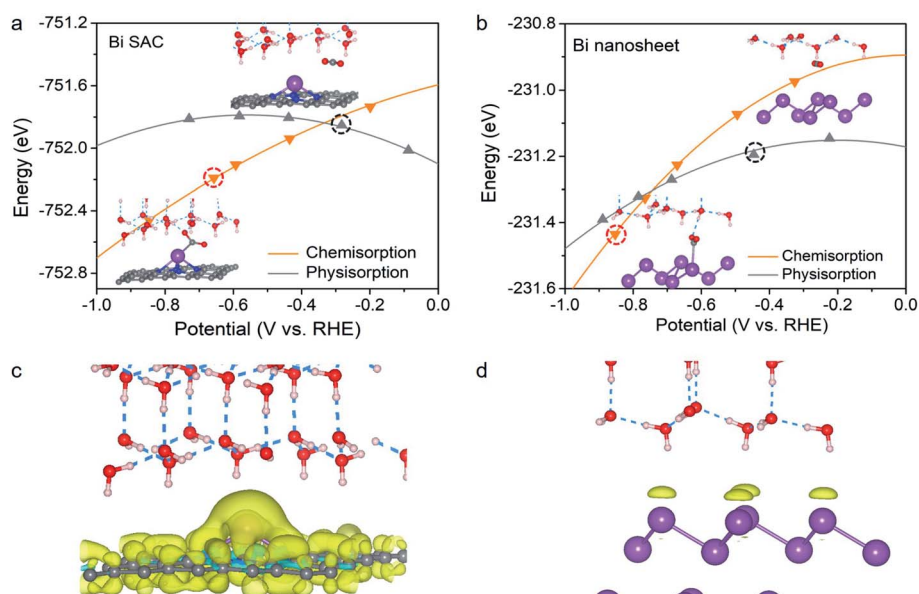 a
Bi SAC
-751.2
-751.6
-752.0
-752.4
-752.8
Energy (eV)
Chemisorption
Physisorption
-1.0 -0.8 -0.6 -0.4 -0.2 0.0
Potential (V vs. RHE)
b
Bi nanosheet
-230.8
-231.0
-231.2
-231.4
-231.6
Energy (eV)
Chemisorption
Physisorption
-1.0 -0.8 -0.6 -0.4 -0.2 0.0
Potential (V vs. RHE)
c
d